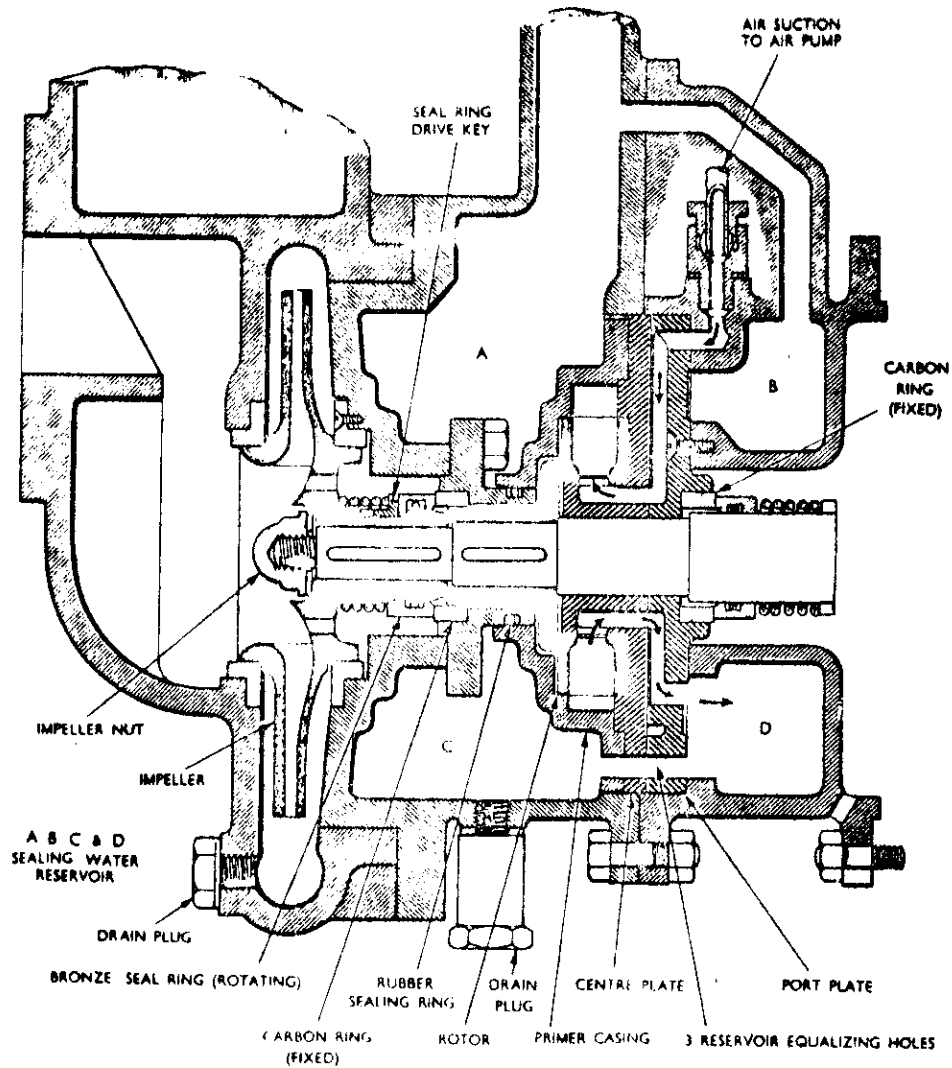 AIR SUCTION
TO AIR PUMP
SEAL RING
DRIVE KEY
A
B
CARBON
RING
(FIXED)
IMPELLER NUT
IMPELLER
C
D
A B C & D
SEALING WATER
RESERVOIR
DRAIN PLUG
BRONZE SEAL RING (ROTATING)
RUBBER
SEALING RING
DRAIN
PLUG
CENTRE PLATE
PORT PLATE
CARBON RING
(FIXED)
ROTOR
PRIMER CASING
3 RESERVOIR EQUALIZING HOLES